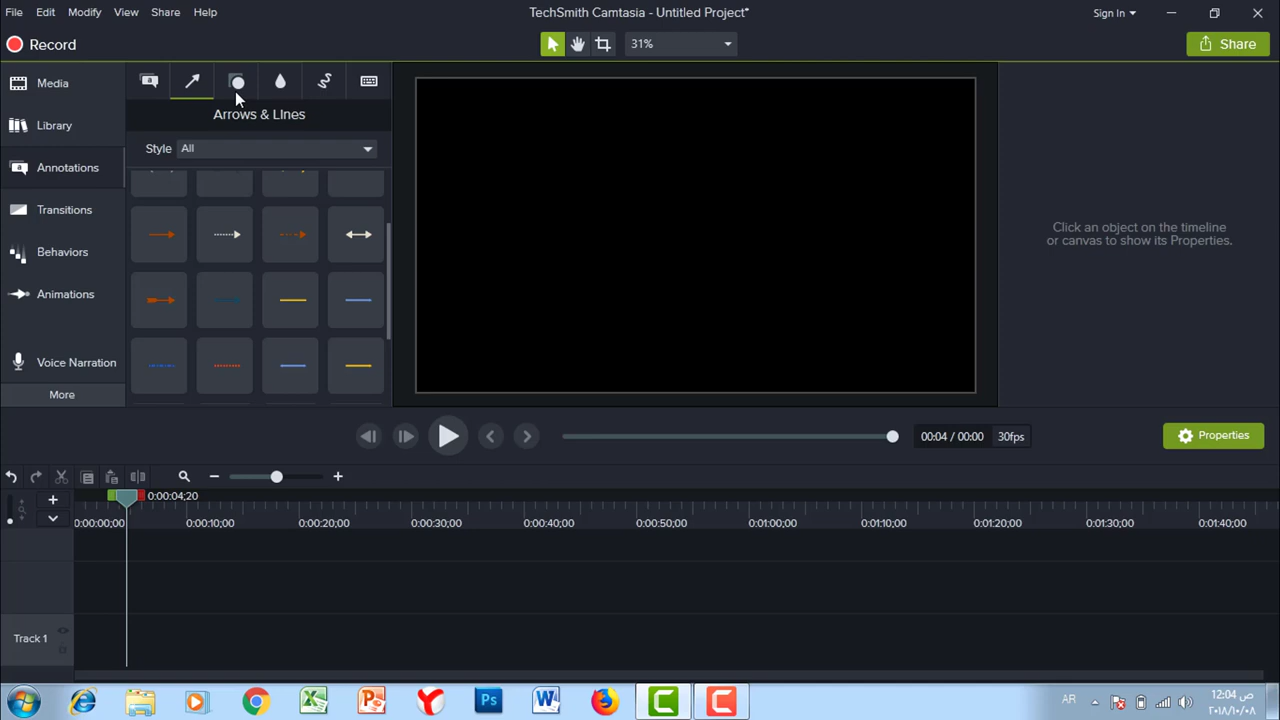 File Edit Modify View Share Help
TechSmith Camtasia - Untitled Project*
Sign In
Record
31%
Share
Media
Library
Annotations
Transitions
Behaviors
Animations
Voice Narration
More
a
Arrows & Lines
Style All
Click an object on the timeline
or canvas to show its Properties.
00:04 / 00:00 30fps
Properties
0:00:04;20
0:00:00;00 0:00:10;00 0:00:20;00 0:00:30;00 0:00:40;00 0:00:50;00 0:01:00;00 0:01:10;00 0:01:20;00 0:01:30;00 0:01:40;00
Track 1
Ps
AR
12:04 ص
٢٠١٨/١٠/٠٨